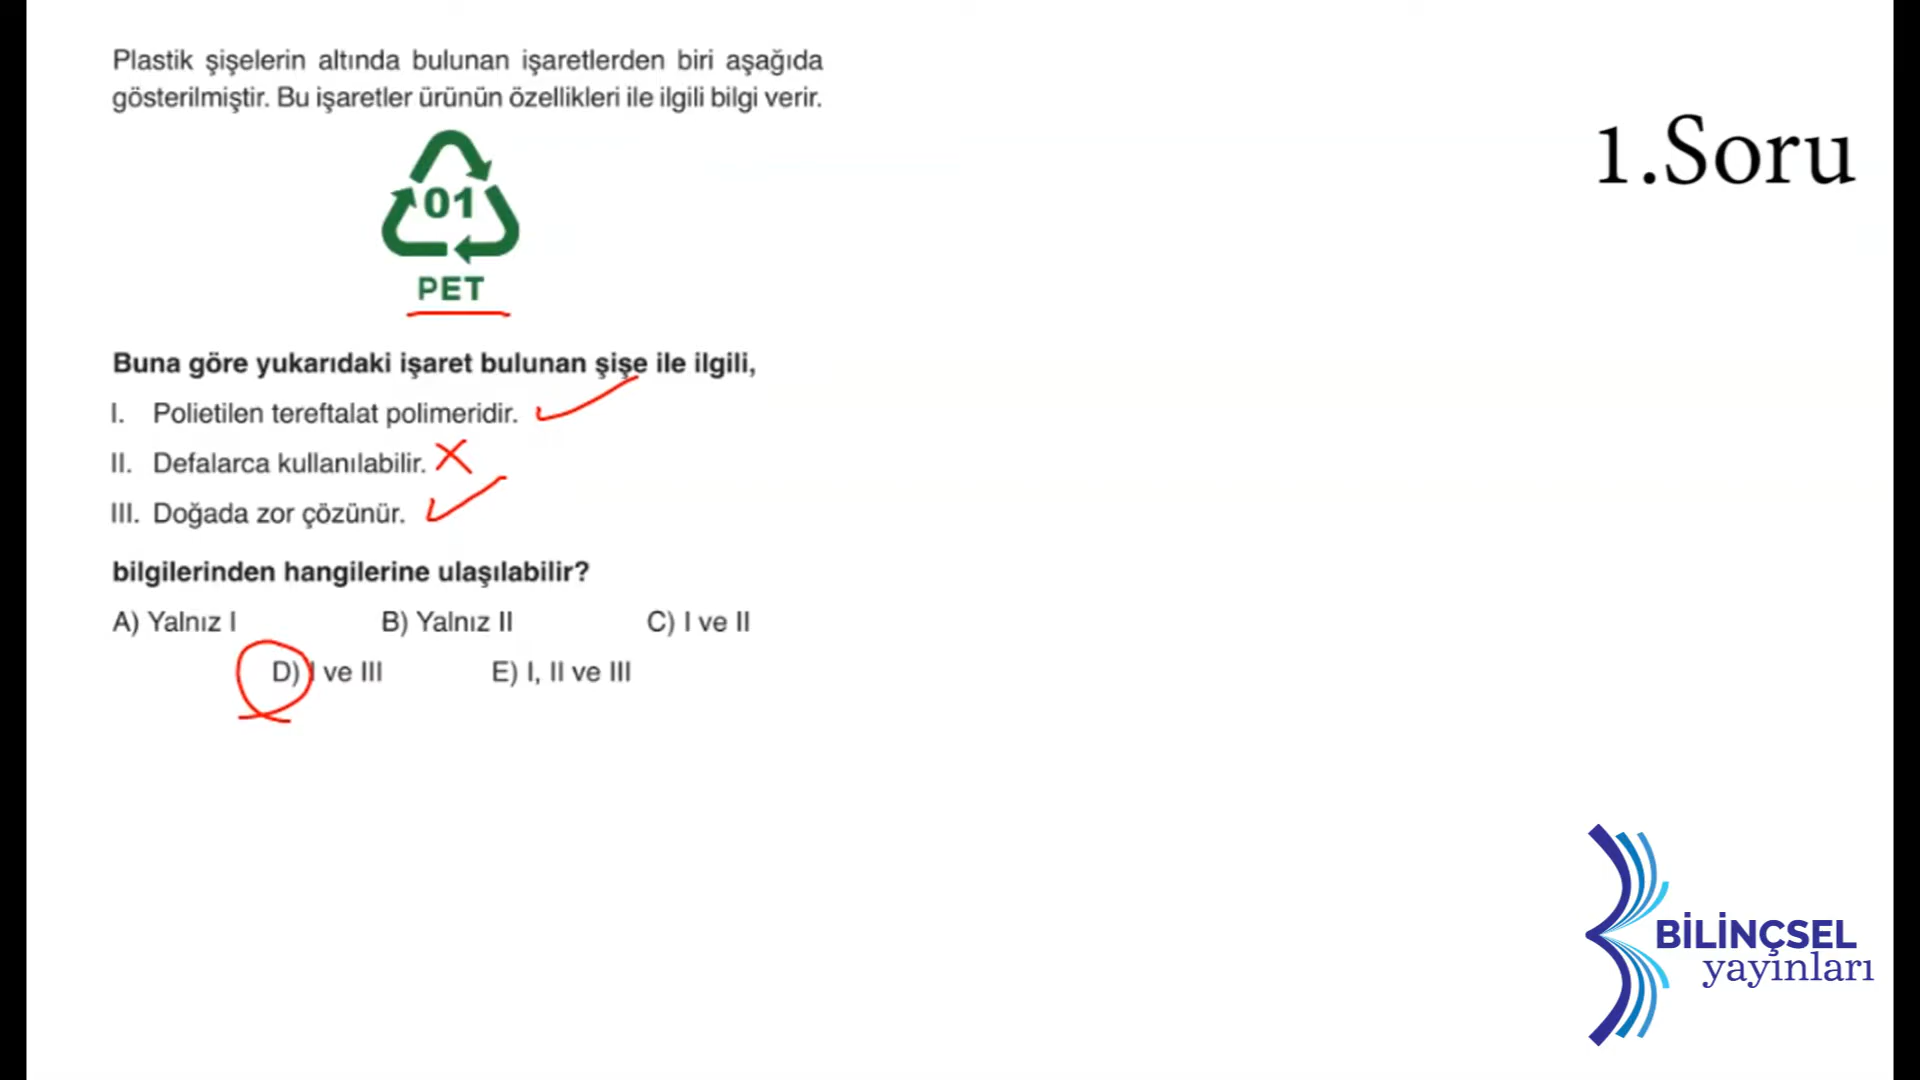 Plastik şişelerin altında bulunan işaretlerden biri aşağıda
gösterilmiştir. Bu işaretler ürünün özellikleri ile ilgili bilgi verir.
01
PET
Buna göre yukarıdaki işaret bulunan şişe ile ilgili,
I. Polietilen tereftalat polimeridir.
II. Defalarca kullanılabilir.
III. Doğada zor çözünür.
bilgilerinden hangilerine ulaşılabilir?
A) Yalnız I B) Yalnız II C) I ve II
D) I ve III E) I, II ve III
1.Soru
BİLİNÇSEL
yayınları